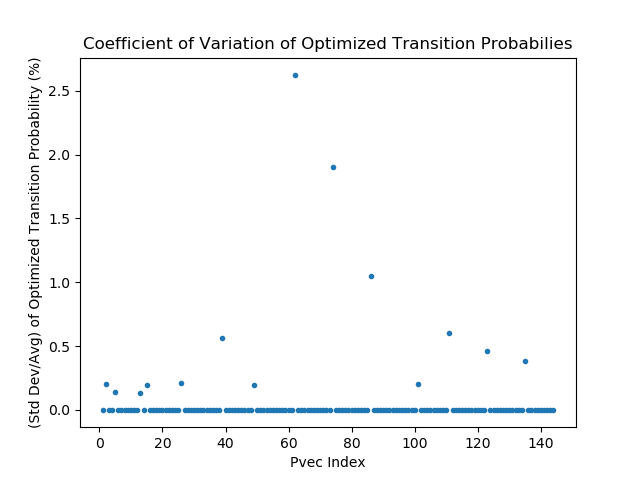 Coefficient of Variation of Optimized Transition Probabilies
(Std Dev/Avg) of Optimized Transition Probability (%)
2.5
2.0
1.5
1.0
0.5
0.0
0 20 40 60 80 100 120 140
Pvec Index